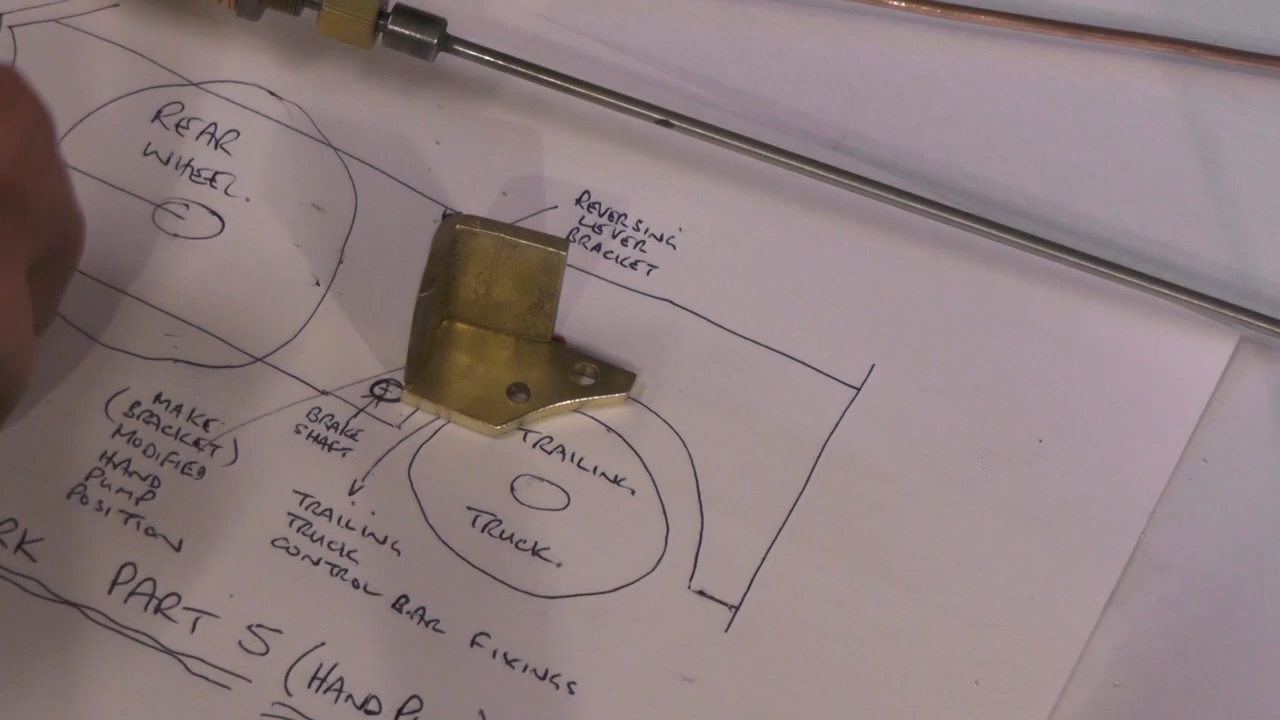 REAR
WHEEL.
REVERSING
LEVER
BRACKET
MAKE
(BRACKET)
MODIFIED
HAND
PUMP
POSITION
BRAKE
SHAFT
TRAILING
TRUCK
CONTROL BAR FIXINGS
TRAILING
TRUCK.
RK PART 5 (HAND P